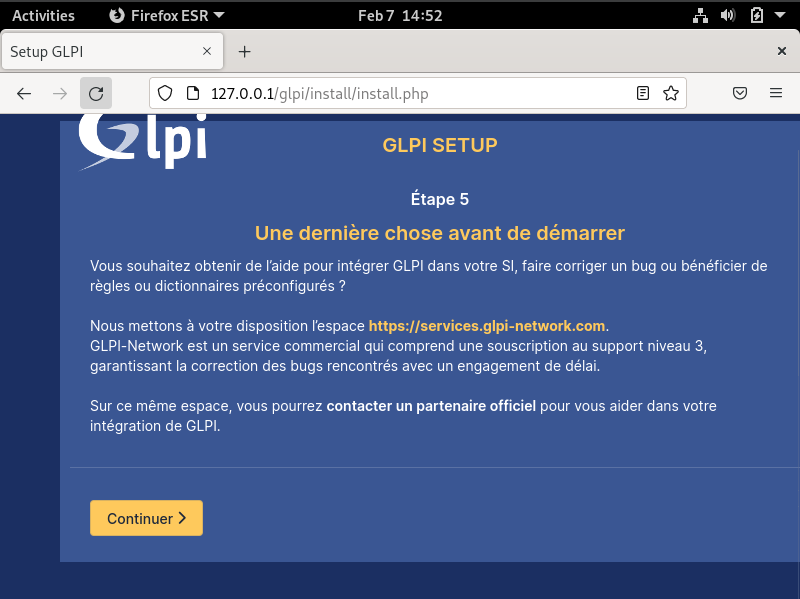 Activities Firefox ESR Feb 7 14:52
Setup GLPI
127.0.0.1/glpi/install/install.php
Glpi
GLPI SETUP
Étape 5
Une dernière chose avant de démarrer
Vous souhaitez obtenir de l’aide pour intégrer GLPI dans votre SI, faire corriger un bug ou bénéficier de
règles ou dictionnaires préconfigurés ?
Nous mettons à votre disposition l’espace https://services.glpi-network.com.
GLPI-Network est un service commercial qui comprend une souscription au support niveau 3,
garantissant la correction des bugs rencontrés avec un engagement de délai.
Sur ce même espace, vous pourrez contacter un partenaire officiel pour vous aider dans votre
intégration de GLPI.
Continuer